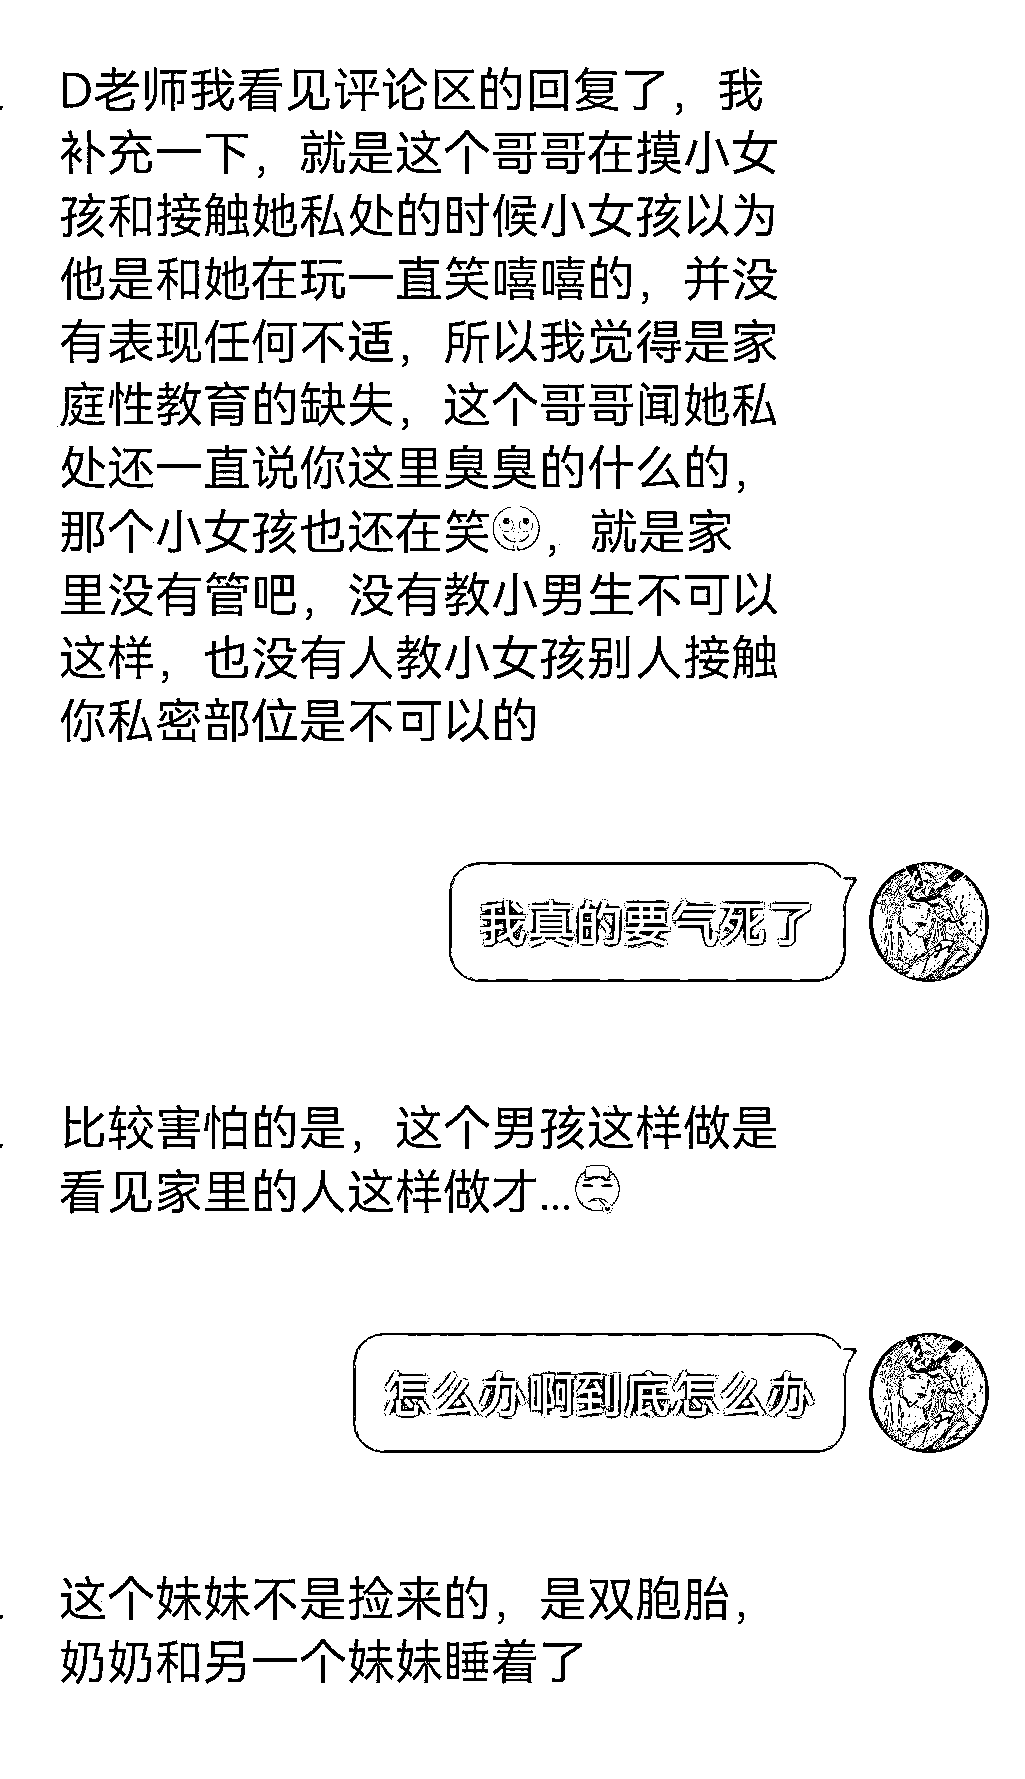 D老师我看见评论区的回复了，我
补充一下，就是这个哥哥在摸小女
孩和接触她私处的时候小女孩以为
他是和她在玩一直笑嘻嘻的，并没
有表现任何不适，所以我觉得是家
庭性教育的缺失，这个哥哥闻她私
处还一直说你这里臭臭的什么的，
那个小女孩也还在笑，就是家
里没有管吧，没有教小男生不可以
这样，也没有人教小女孩别人接触
你私密部位是不可以的
我真的要气死了
比较害怕的是，这个男孩这样做是
看见家里的人这样做才...
怎么办啊到底怎么办
这个妹妹不是捡来的，是双胞胎，
奶奶和另一个妹妹睡着了